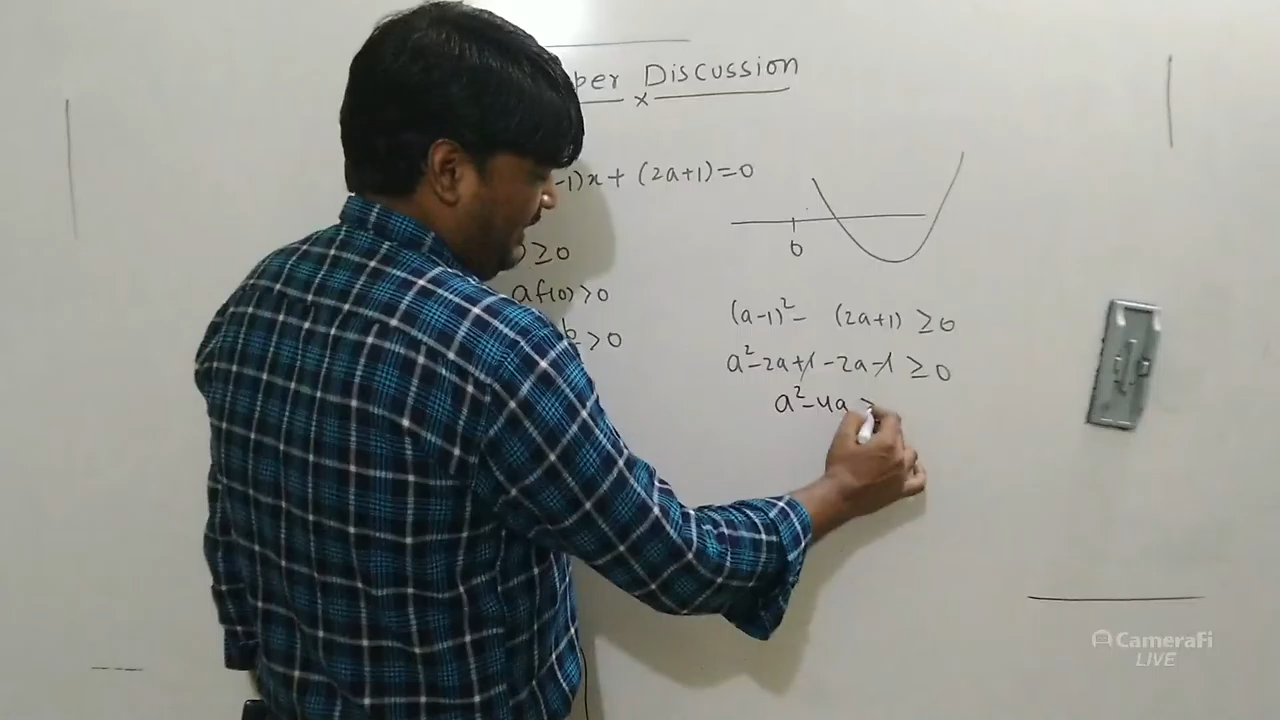 per Discussion
x
-1)x + (2a+1) = 0
≥ 0
af(0) > 0
> 0
0
(a-1)² - (2a+1) ≥ 0
a² - 2a + 1 - 2a - 1 ≥ 0
a² - 4a ≥
CameraFi
LIVE